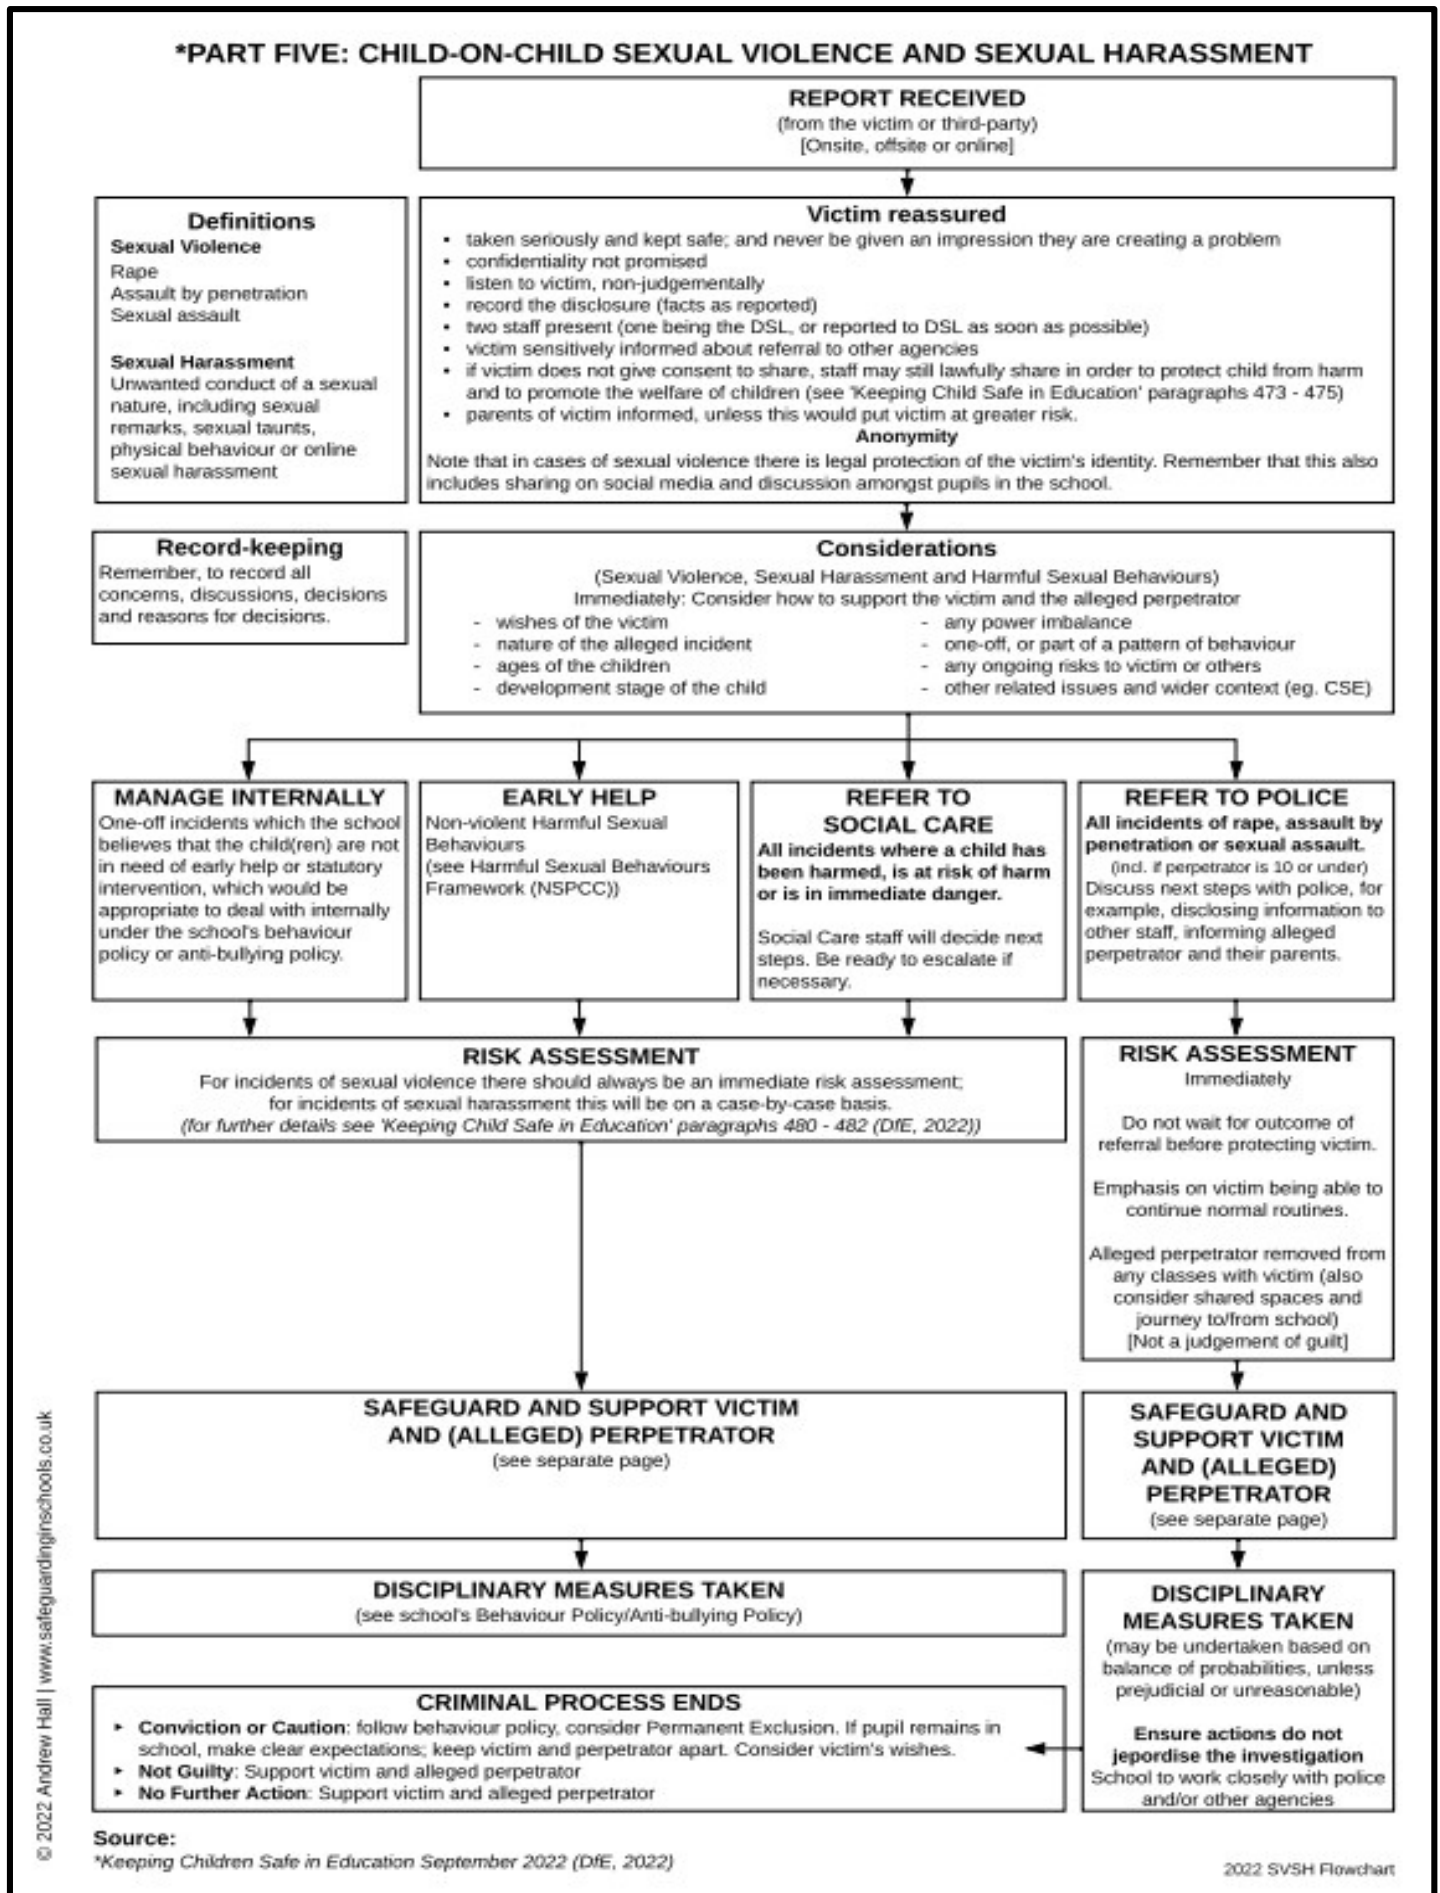 *PART FIVE: CHILD-ON-CHILD SEXUAL VIOLENCE AND SEXUAL HARASSMENT
REPORT RECEIVED
(from the victim or third-party)
[Onsite, offsite or online]
Definitions
Sexual Violence
Rape
Assault by penetration
Sexual assault
Sexual Harassment
Unwanted conduct of a sexual
nature, including sexual
remarks, sexual taunts,
physical behaviour or online
sexual harassment
Victim reassured
• taken seriously and kept safe; and never be given an impression they are creating a problem
• confidentiality not promised
• listen to victim, non-judgementally
• record the disclosure (facts as reported)
• two staff present (one being the DSL, or reported to DSL as soon as possible)
• victim sensitively informed about referral to other agencies
• if victim does not give consent to share, staff may still lawfully share in order to protect child from harm
and to promote the welfare of children (see 'Keeping Child Safe in Education' paragraphs 473 - 475)
• parents of victim informed, unless this would put victim at greater risk.
Anonymity
Note that in cases of sexual violence there is legal protection of the victim's identity. Remember that this also
includes sharing on social media and discussion amongst pupils in the school.
Record-keeping
Remember, to record all
concerns, discussions, decisions
and reasons for decisions.
Considerations
(Sexual Violence, Sexual Harassment and Harmful Sexual Behaviours)
Immediately: Consider how to support the victim and the alleged perpetrator
- wishes of the victim
- nature of the alleged incident
- ages of the children
- development stage of the child
- any power imbalance
- one-off, or part of a pattern of behaviour
- any ongoing risks to victim or others
- other related issues and wider context (eg. CSE)
MANAGE INTERNALLY
One-off incidents which the school
believes that the child(ren) are not
in need of early help or statutory
intervention, which would be
appropriate to deal with internally
under the school's behaviour
policy or anti-bullying policy.
EARLY HELP
Non-violent Harmful Sexual
Behaviours
(see Harmful Sexual Behaviours
Framework (NSPCC))
REFER TO
SOCIAL CARE
All incidents where a child has
been harmed, is at risk of harm
or is in immediate danger.
Social Care staff will decide next
steps. Be ready to escalate if
necessary.
REFER TO POLICE
All incidents of rape, assault by
penetration or sexual assault.
(incl. if perpetrator is 10 or under)
Discuss next steps with police, for
example, disclosing information to
other staff, informing alleged
perpetrator and their parents.
RISK ASSESSMENT
For incidents of sexual violence there should always be an immediate risk assessment;
for incidents of sexual harassment this will be on a case-by-case basis.
(for further details see 'Keeping Child Safe in Education' paragraphs 480 - 482 (DfE, 2022))
RISK ASSESSMENT
Immediately
Do not wait for outcome of
referral before protecting victim.
Emphasis on victim being able to
continue normal routines.
Alleged perpetrator removed from
any classes with victim (also
consider shared spaces and
journey to/from school)
[Not a judgement of guilt]
SAFEGUARD AND SUPPORT VICTIM
AND (ALLEGED) PERPETRATOR
(see separate page)
SAFEGUARD AND
SUPPORT VICTIM
AND (ALLEGED)
PERPETRATOR
(see separate page)
DISCIPLINARY MEASURES TAKEN
(see school's Behaviour Policy/Anti-bullying Policy)
DISCIPLINARY
MEASURES TAKEN
(may be undertaken based on
balance of probabilities, unless
prejudicial or unreasonable)
Ensure actions do not
jepordise the investigation
School to work closely with police
and/or other agencies
CRIMINAL PROCESS ENDS
‣ Conviction or Caution: follow behaviour policy, consider Permanent Exclusion. If pupil remains in
school, make clear expectations; keep victim and perpetrator apart. Consider victim's wishes.
‣ Not Guilty: Support victim and alleged perpetrator
‣ No Further Action: Support victim and alleged perpetrator
© 2022 Andrew Hall | www.safeguardinginschools.co.uk
Source:
*Keeping Children Safe in Education September 2022 (DfE, 2022)
2022 SVSH Flowchart